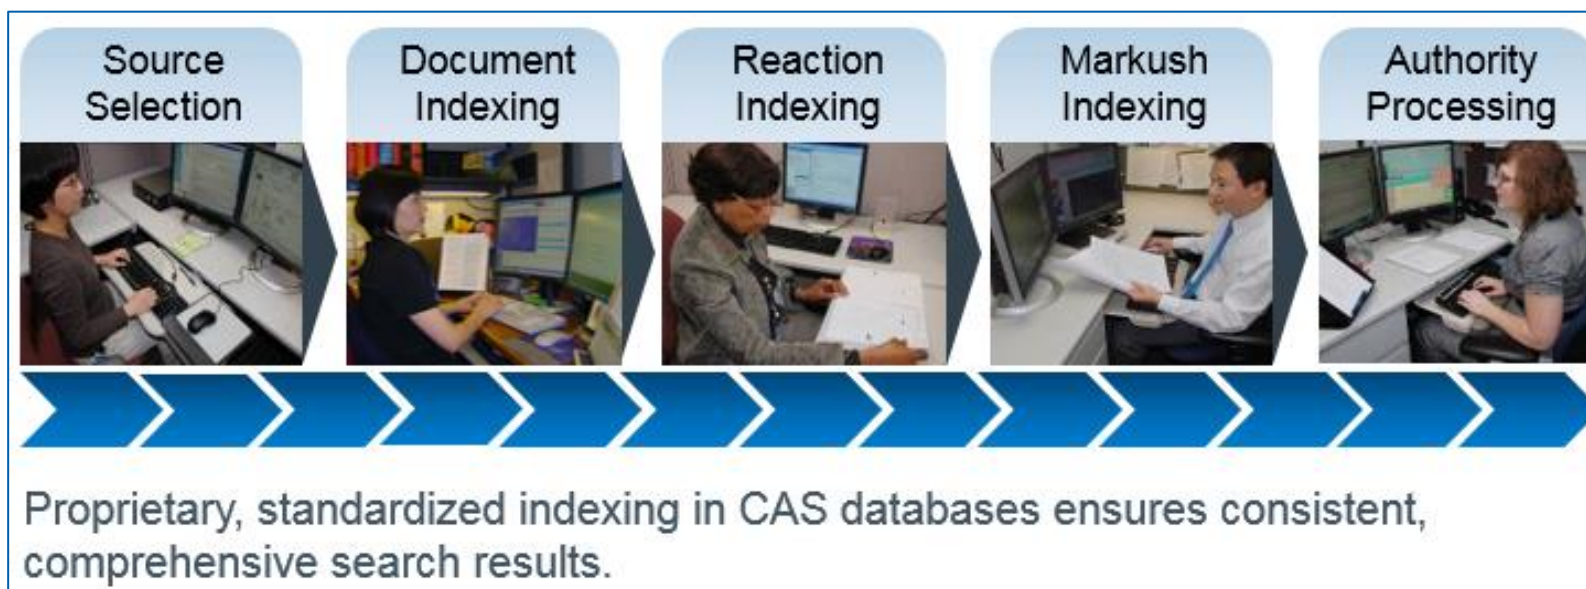 Source
Selection
Document
Indexing
Reaction
Indexing
Markush
Indexing
Authority
Processing
Proprietary, standardized indexing in CAS databases ensures consistent,
comprehensive search results.